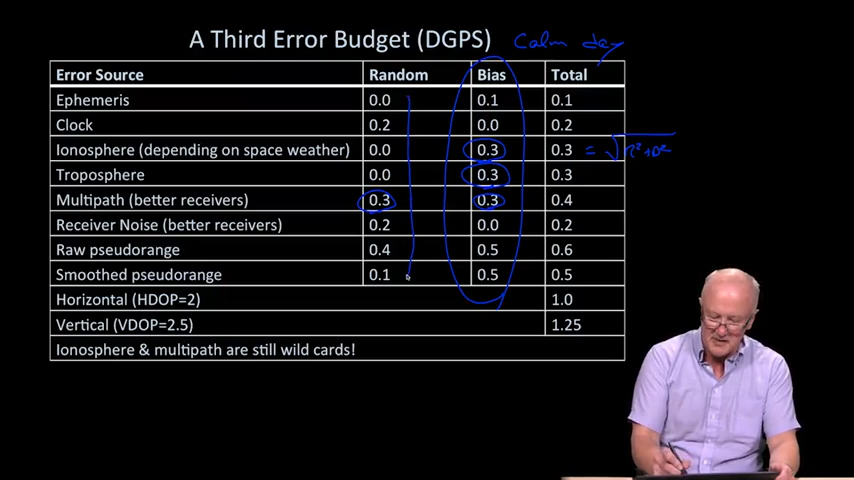 A Third Error Budget (DGPS) Calm day
Error Source Random Bias Total
Ephemeris 0.0 0.1 0.1
Clock 0.2 0.0 0.2
Ionosphere (depending on space weather) 0.0 0.3 0.3 = √R²+B²
Troposphere 0.0 0.3 0.3
Multipath (better receivers) 0.3 0.3 0.4
Receiver Noise (better receivers) 0.2 0.0 0.2
Raw pseudorange 0.4 0.5 0.6
Smoothed pseudorange 0.1 0.5 0.5
Horizontal (HDOP=2) 1.0
Vertical (VDOP=2.5) 1.25
Ionosphere & multipath are still wild cards!